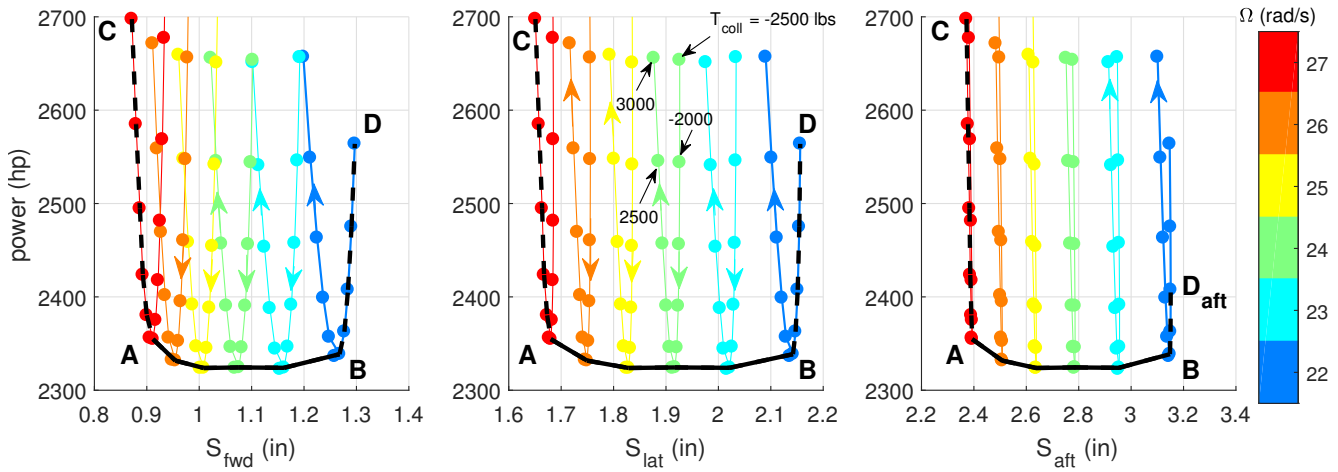 Ω (rad/s)
2700
2600
2500
2400
2300
power (hp)
C
D
A
B
0.8 0.9 1 1.1 1.2 1.3 1.4
S_fwd (in)
2700
2600
2500
2400
2300
C
T_coll = -2500 lbs
3000
-2000
2500
D
A
B
1.6 1.7 1.8 1.9 2 2.1 2.2
S_lat (in)
2700
2600
2500
2400
2300
C
D_aft
A
B
2.2 2.4 2.6 2.8 3 3.2 3.4
S_aft (in)
27
26
25
24
23
22